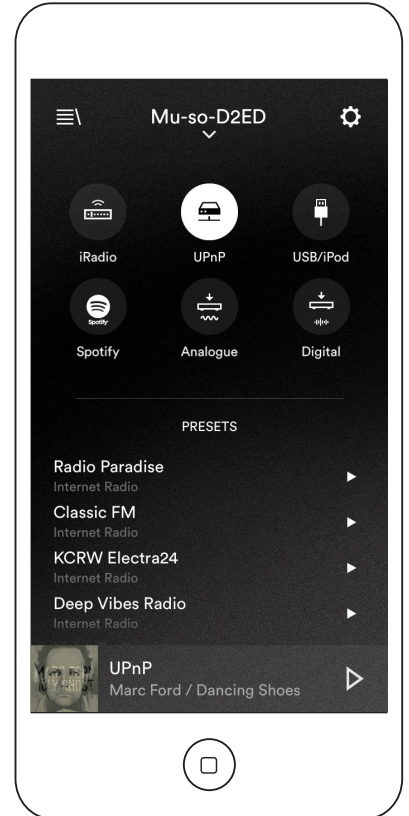 Mu-so-D2ED
iRadio
UPnP
USB/iPod
Spotify
Spotify
Analogue
Digital
PRESETS
Radio Paradise
Internet Radio
Classic FM
Internet Radio
KCRW Electra24
Internet Radio
Deep Vibes Radio
Internet Radio
UPnP
Marc Ford / Dancing Shoes